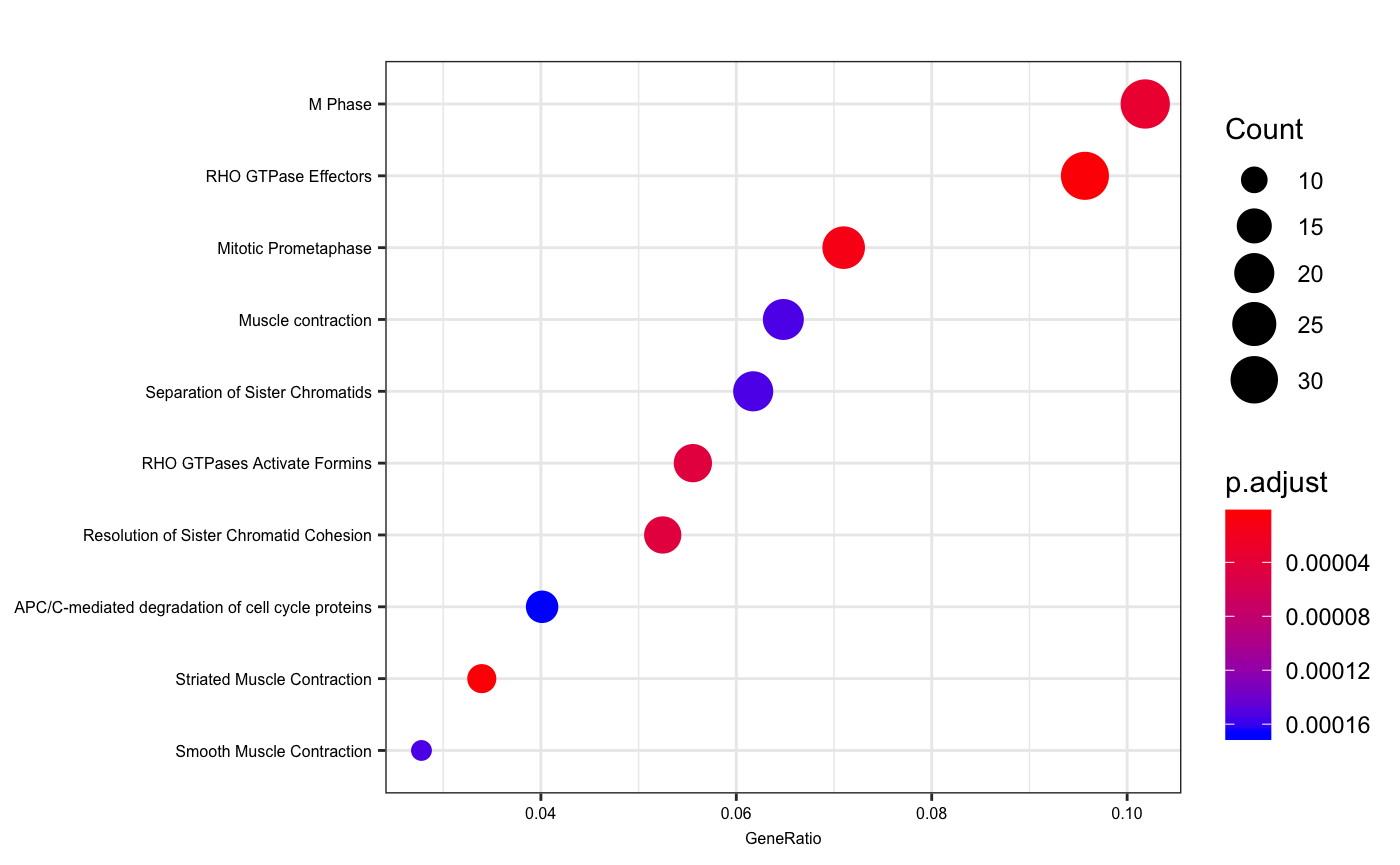 M Phase
RHO GTPase Effectors
Mitotic Prometaphase
Muscle contraction
Separation of Sister Chromatids
RHO GTPases Activate Formins
Resolution of Sister Chromatid Cohesion
APC/C-mediated degradation of cell cycle proteins
Striated Muscle Contraction
Smooth Muscle Contraction
0.04 0.06 0.08 0.10
GeneRatio
Count
10
15
20
25
30
p.adjust
0.00004
0.00008
0.00012
0.00016